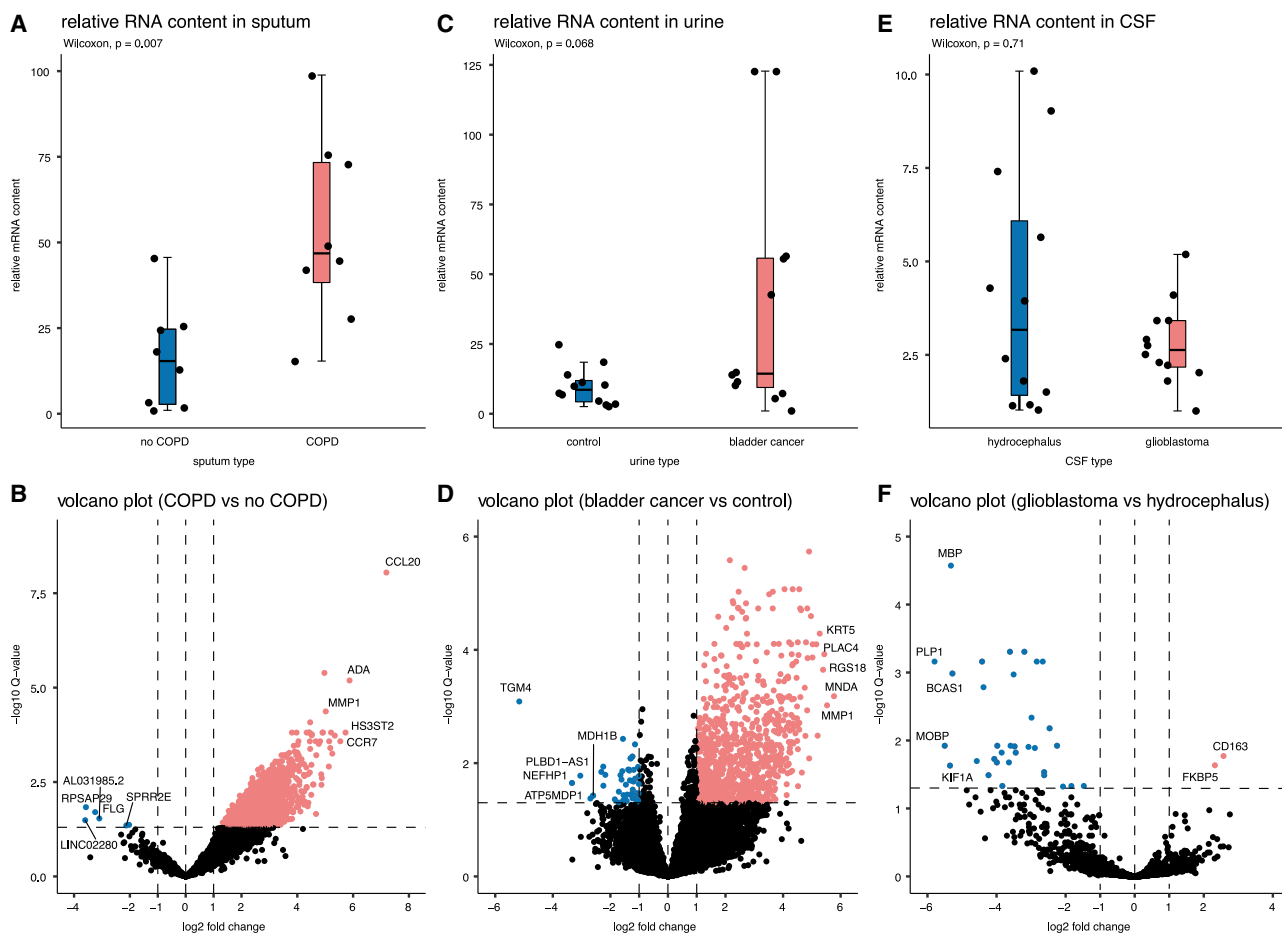 A
relative RNA content in sputum
Wilcoxon, p = 0.007
100
75
50
25
0
relative mRNA content
no COPD
COPD
sputum type
C
relative RNA content in urine
Wilcoxon, p = 0.068
125
100
75
50
25
0
relative mRNA content
control
bladder cancer
urine type
E
relative RNA content in CSF
Wilcoxon, p = 0.71
10.0
7.5
5.0
2.5
relative mRNA content
hydrocephalus
glioblastoma
CSF type
B
volcano plot (COPD vs no COPD)
CCL20
7.5
ADA
5.0
MMP1
HS3ST2
CCR7
2.5
AL031985.2
RPSAP29
FLG
SPRR2E
LINC02280
0.0
−log10 Q−value
−4
−2
0
2
4
6
8
−1
1
log2 fold change
D
volcano plot (bladder cancer vs control)
6
KRT5
PLAC4
4
RGS18
TGM4
MNDA
MMP1
MDH1B
2
PLBD1−AS1
NEFHP1
ATP5MDP1
0
−log10 Q−value
−6
−4
−2
−1
0
1
2
4
6
log2 fold change
F
volcano plot (glioblastoma vs hydrocephalus)
5
MBP
4
PLP1
3
BCAS1
2
MOBP
CD163
KIF1A
FKBP5
1
0
−log10 Q−value
−6
−4
−2
−1
0
1
2
4
log2 fold change